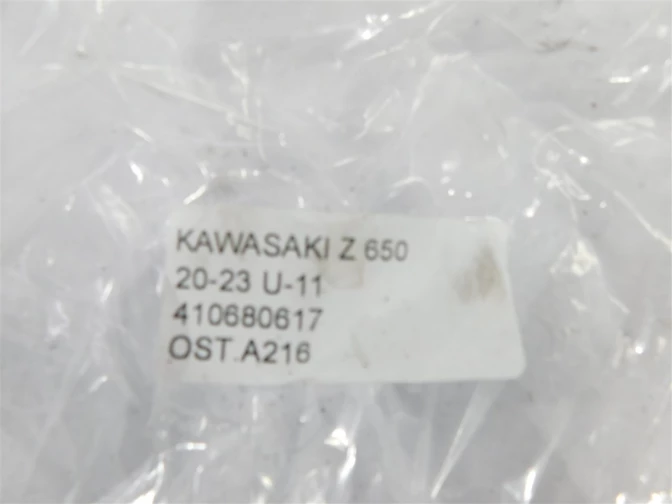 KAWASAKI Z 650
20-23 U-11
410680617
OST.A216